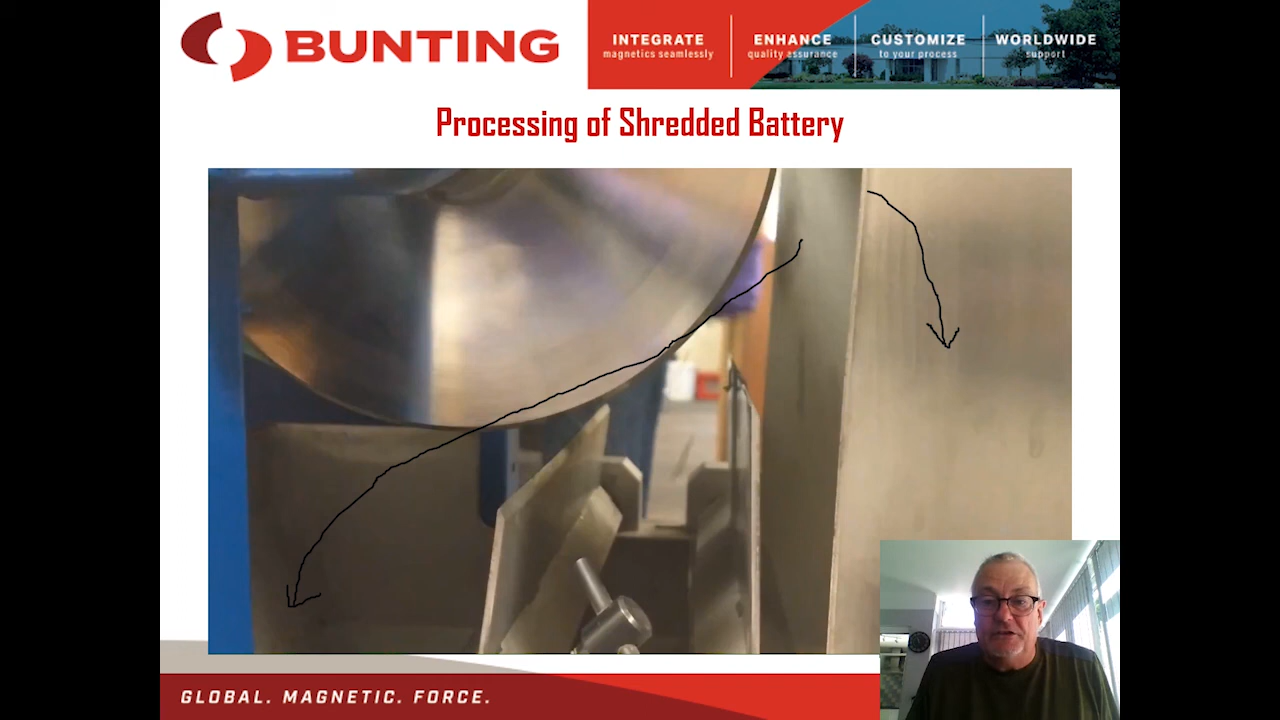 BUNTING
INTEGRATE
magnetics seamlessly
ENHANCE
quality assurance
CUSTOMIZE
to your process
WORLDWIDE
support
Processing of Shredded Battery
GLOBAL. MAGNETIC. FORCE.